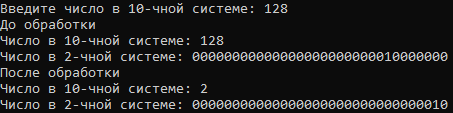 Введите число в 10-чной системе: 128
До обработки
Число в 10-чной системе: 128
Число в 2-чной системе: 00000000000000000000000010000000
После обработки
Число в 10-чной системе: 2
Число в 2-чной системе: 00000000000000000000000000000010